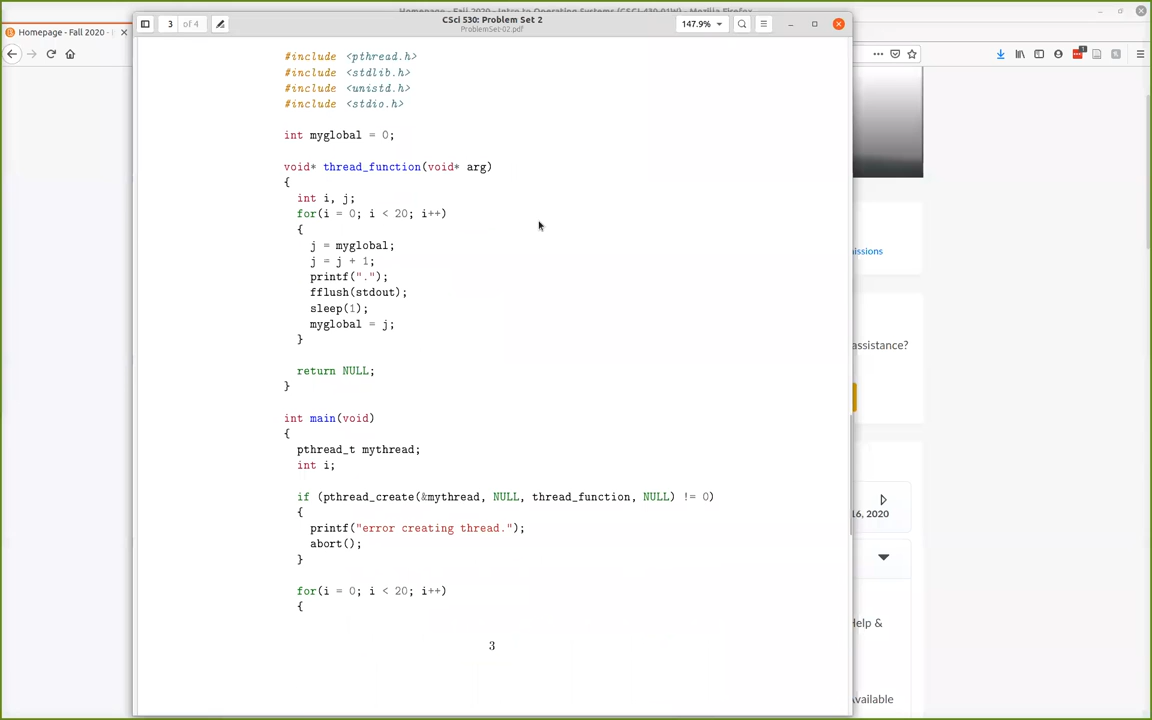 Homepage - Fall 2020 - Intro to Operating Systems (CSCI-430-01W) - Mozilla Firefox
Homepage - Fall 2020 -
3 of 4
CSci 530: Problem Set 2
ProblemSet-02.pdf
147.9%
1
#include <pthread.h>
#include <stdlib.h>
#include <unistd.h>
#include <stdio.h>
int myglobal = 0;
void* thread_function(void* arg)
{
int i, j;
for(i = 0; i < 20; i++)
{
j = myglobal;
j = j + 1;
printf(".");
fflush(stdout);
sleep(1);
myglobal = j;
}
return NULL;
}
int main(void)
{
pthread_t mythread;
int i;
if (pthread_create(&mythread, NULL, thread_function, NULL) != 0)
{
printf("error creating thread.");
abort();
}
for(i = 0; i < 20; i++)
{
3
issions
assistance?
16, 2020
Help &
Available